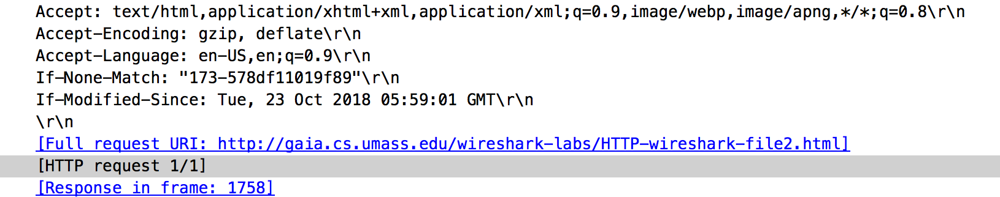 Accept: text/html,application/xhtml+xml,application/xml;q=0.9,image/webp,image/apng,*/*;q=0.8\r\n
Accept-Encoding: gzip, deflate\r\n
Accept-Language: en-US,en;q=0.9\r\n
If-None-Match: "173-578df11019f89"\r\n
If-Modified-Since: Tue, 23 Oct 2018 05:59:01 GMT\r\n
\r\n
[Full request URI: http://gaia.cs.umass.edu/wireshark-labs/HTTP-wireshark-file2.html]
[HTTP request 1/1]
[Response in frame: 1758]